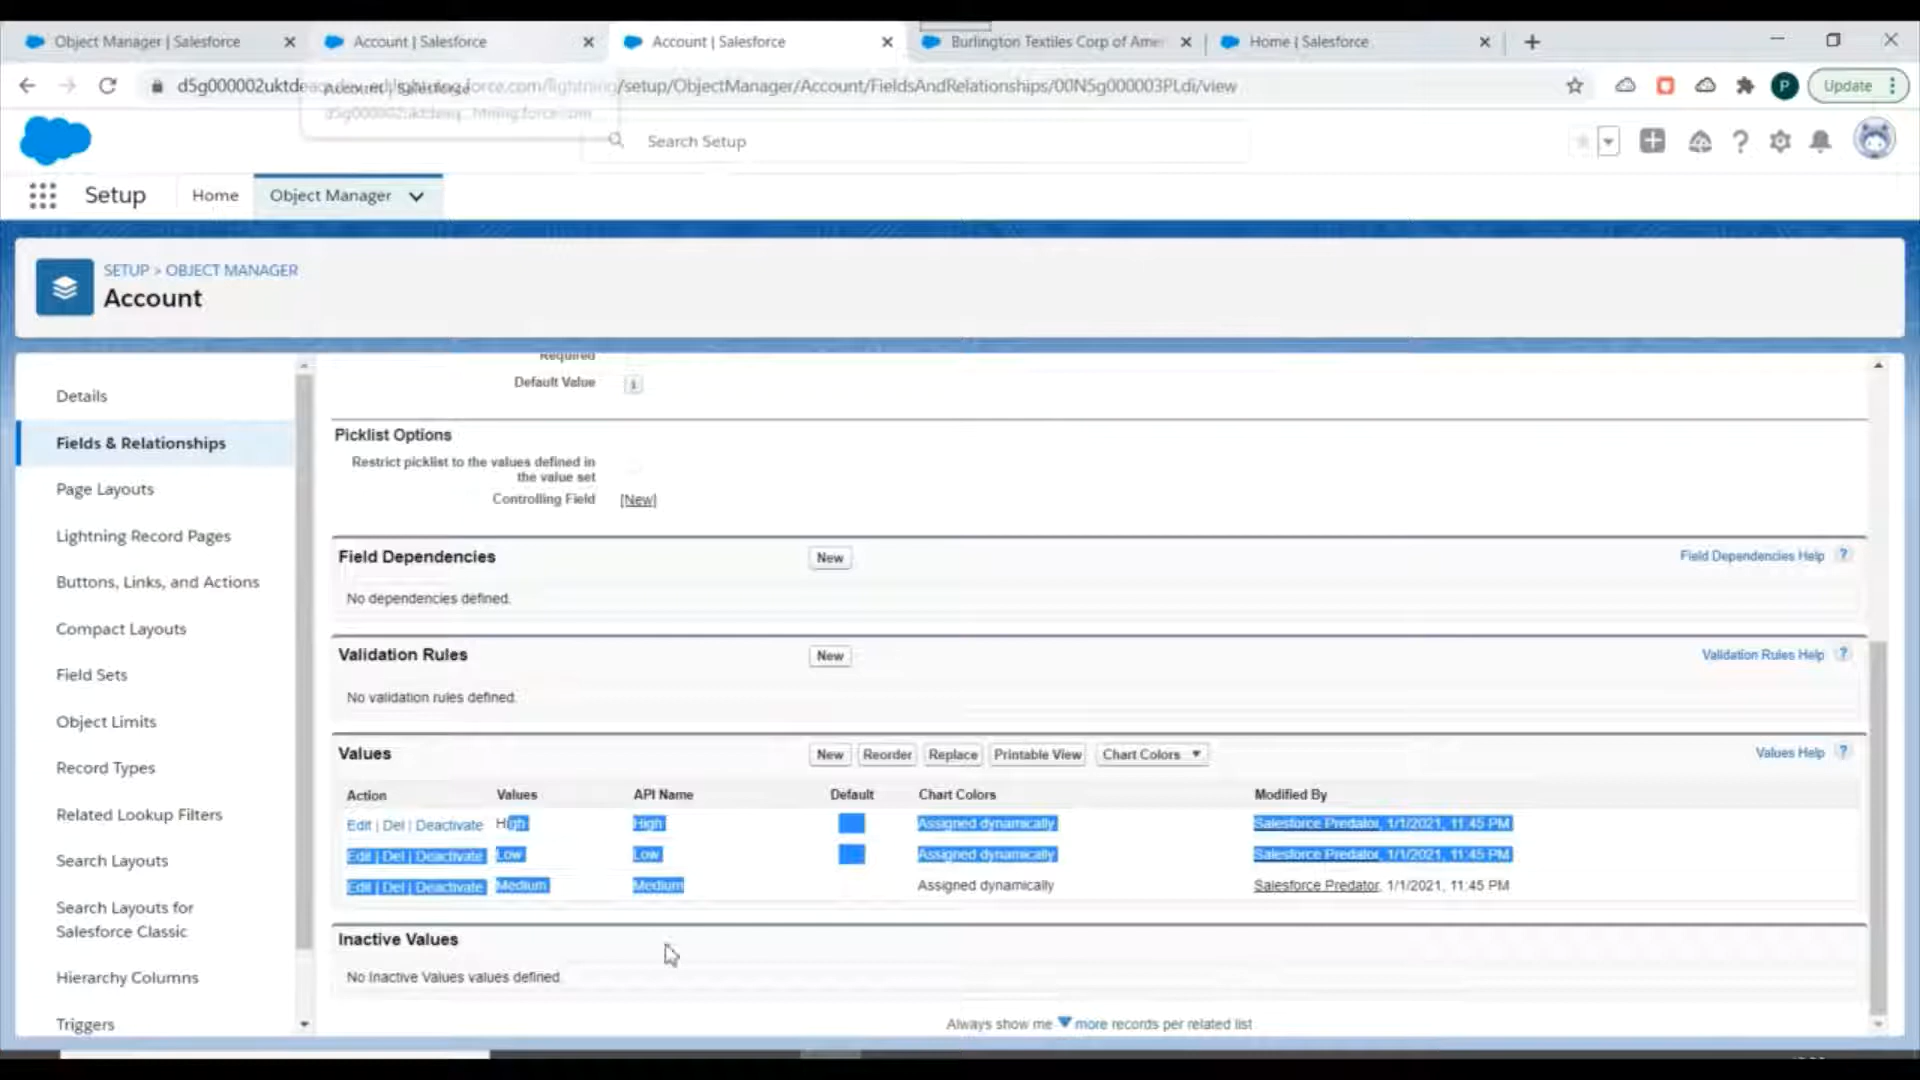 Object Manager | Salesforce
Account | Salesforce
Account | Salesforce
Burlington Textiles Corp of Amer
Home | Salesforce
/setup/ObjectManager/Account/FieldsAndRelationships/00N5g000003PLdi/view
Update
Search Setup
Setup
Home
Object Manager
SETUP > OBJECT MANAGER
Account
Details
Fields & Relationships
Page Layouts
Lightning Record Pages
Buttons, Links, and Actions
Compact Layouts
Field Sets
Object Limits
Record Types
Related Lookup Filters
Search Layouts
Search Layouts for
Salesforce Classic
Hierarchy Columns
Triggers
Required
Default Value
Picklist Options
Restrict picklist to the values defined in
the value set
Controlling Field [New]
Field Dependencies New Field Dependencies Help ?
No dependencies defined.
Validation Rules New Validation Rules Help ?
No validation rules defined.
Values New Reorder Replace Printable View Chart Colors Values Help ?
Action Values API Name Default Chart Colors Modified By
Edit | Del | Deactivate High High Assigned dynamically Salesforce Predator, 1/1/2021, 11:45 PM
Edit | Del | Deactivate Low Low Assigned dynamically Salesforce Predator, 1/1/2021, 11:45 PM
Edit | Del | Deactivate Medium Medium Assigned dynamically Salesforce Predator, 1/1/2021, 11:45 PM
Inactive Values
No Inactive Values values defined.
Always show me more records per related list